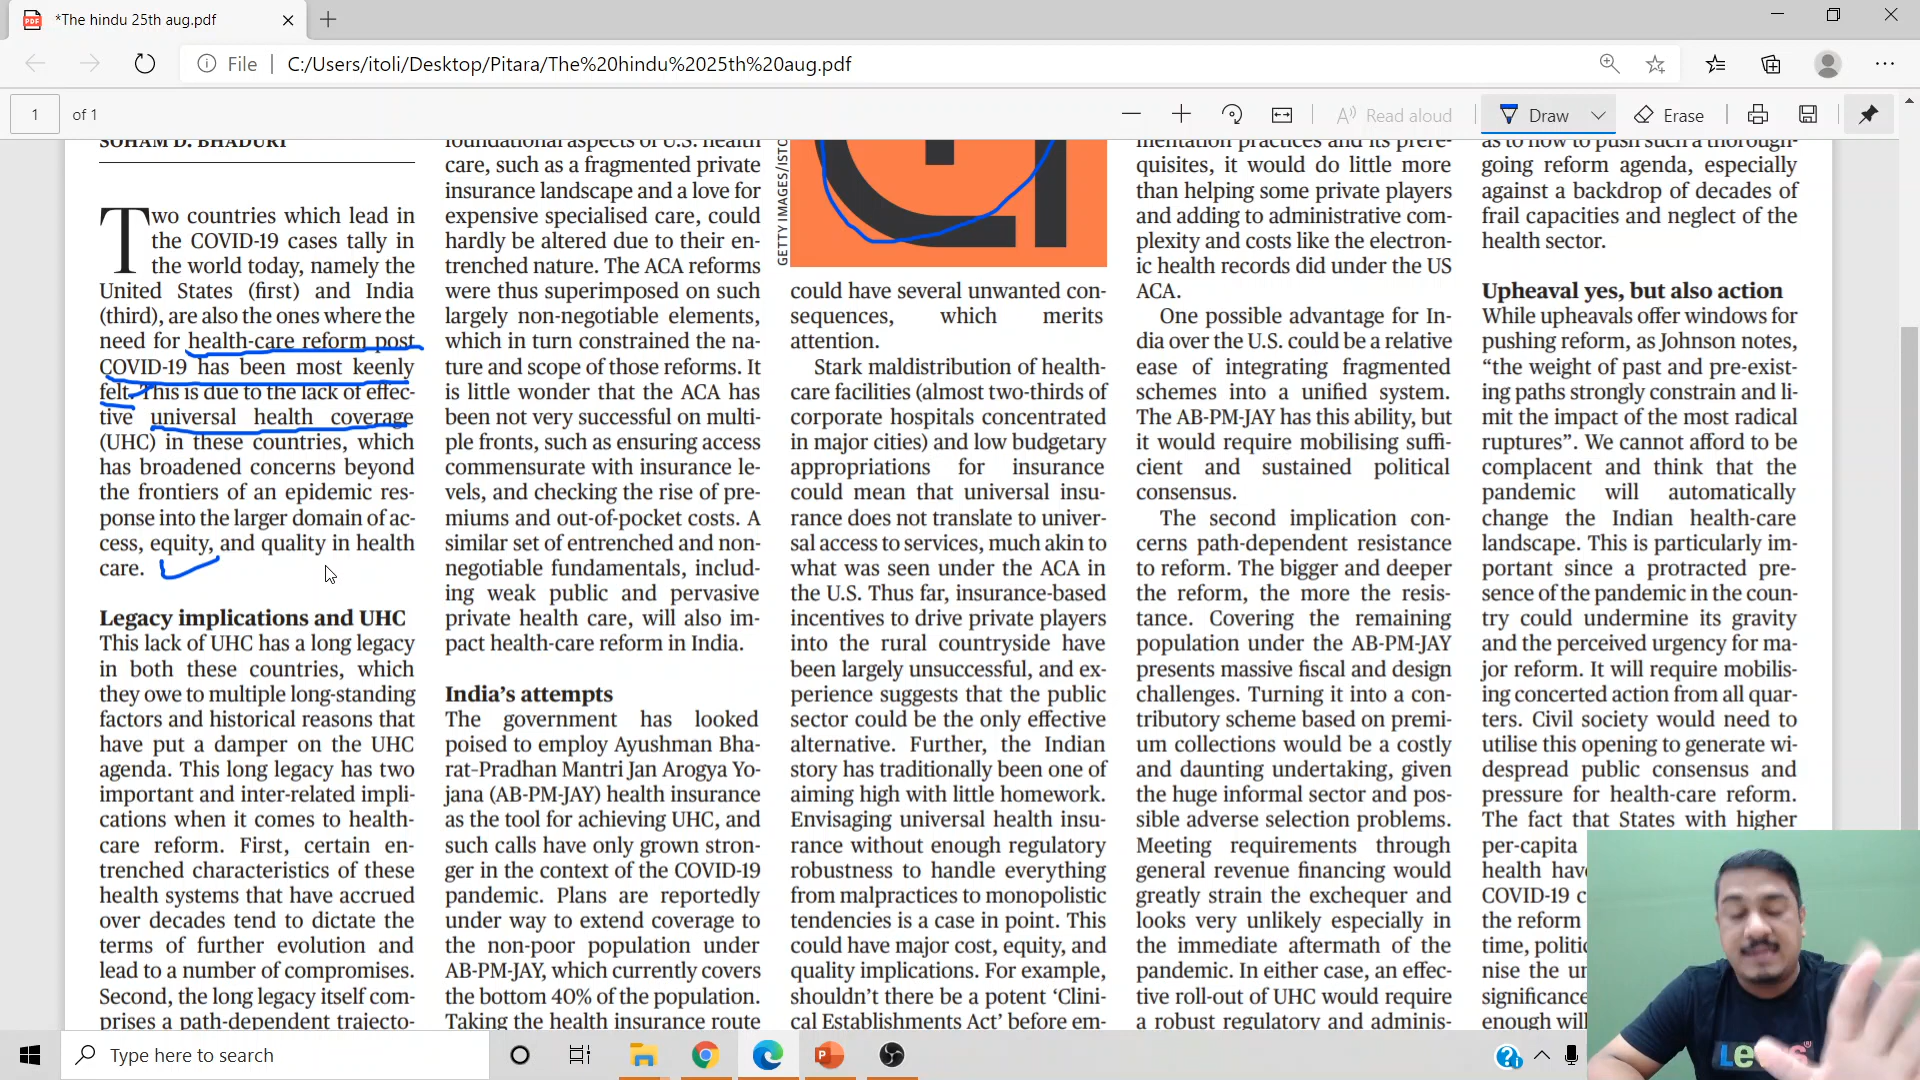 *The hindu 25th aug.pdf
File
C:/Users/itoli/Desktop/Pitara/The%20hindu%2025th%20aug.pdf
1
of 1
Read aloud
Draw
Erase
SOHAM D. BHADURI
Two countries which lead in
the COVID-19 cases tally in
the world today, namely the
United States (first) and India
(third), are also the ones where the
need for health-care reform post
COVID-19 has been most keenly
felt. This is due to the lack of effec-
tive universal health coverage
(UHC) in these countries, which
has broadened concerns beyond
the frontiers of an epidemic res-
ponse into the larger domain of ac-
cess, equity, and quality in health
care.
Legacy implications and UHC
This lack of UHC has a long legacy
in both these countries, which
they owe to multiple long-standing
factors and historical reasons that
have put a damper on the UHC
agenda. This long legacy has two
important and inter-related impli-
cations when it comes to health-
care reform. First, certain en-
trenched characteristics of these
health systems that have accrued
over decades tend to dictate the
terms of further evolution and
lead to a number of compromises.
Second, the long legacy itself com-
prises a path-dependent trajecto-
foundational aspects of U.S. health
care, such as a fragmented private
insurance landscape and a love for
expensive specialised care, could
hardly be altered due to their en-
trenched nature. The ACA reforms
were thus superimposed on such
largely non-negotiable elements,
which in turn constrained the na-
ture and scope of those reforms. It
is little wonder that the ACA has
been not very successful on multi-
ple fronts, such as ensuring access
commensurate with insurance le-
vels, and checking the rise of pre-
miums and out-of-pocket costs. A
similar set of entrenched and non-
negotiable fundamentals, includ-
ing weak public and pervasive
private health care, will also im-
pact health-care reform in India.
India's attempts
The government has looked
poised to employ Ayushman Bha-
rat-Pradhan Mantri Jan Arogya Yo-
jana (AB-PM-JAY) health insurance
as the tool for achieving UHC, and
such calls have only grown stron-
ger in the context of the COVID-19
pandemic. Plans are reportedly
under way to extend coverage to
the non-poor population under
AB-PM-JAY, which currently covers
the bottom 40% of the population.
Taking the health insurance route
GETTY IMAGES/ISTO
could have several unwanted con-
sequences, which merits
attention.
Stark maldistribution of health-
care facilities (almost two-thirds of
corporate hospitals concentrated
in major cities) and low budgetary
appropriations for insurance
could mean that universal insu-
rance does not translate to univer-
sal access to services, much akin to
what was seen under the ACA in
the U.S. Thus far, insurance-based
incentives to drive private players
into the rural countryside have
been largely unsuccessful, and ex-
perience suggests that the public
sector could be the only effective
alternative. Further, the Indian
story has traditionally been one of
aiming high with little homework.
Envisaging universal health insu-
rance without enough regulatory
robustness to handle everything
from malpractices to monopolistic
tendencies is a case in point. This
could have major cost, equity, and
quality implications. For example,
shouldn't there be a potent 'Clini-
cal Establishments Act' before em-
mentation practices and its prere-
quisites, it would do little more
than helping some private players
and adding to administrative com-
plexity and costs like the electron-
ic health records did under the US
ACA.
One possible advantage for In-
dia over the U.S. could be a relative
ease of integrating fragmented
schemes into a unified system.
The AB-PM-JAY has this ability, but
it would require mobilising suffi-
cient and sustained political
consensus.
The second implication con-
cerns path-dependent resistance
to reform. The bigger and deeper
the reform, the more the resis-
tance. Covering the remaining
population under the AB-PM-JAY
presents massive fiscal and design
challenges. Turning it into a con-
tributory scheme based on premi-
um collections would be a costly
and daunting undertaking, given
the huge informal sector and pos-
sible adverse selection problems.
Meeting requirements through
general revenue financing would
greatly strain the exchequer and
looks very unlikely especially in
the immediate aftermath of the
pandemic. In either case, an effec-
tive roll-out of UHC would require
a robust regulatory and adminis-
as to how to push such a thorough-
going reform agenda, especially
against a backdrop of decades of
frail capacities and neglect of the
health sector.
Upheaval yes, but also action
While upheavals offer windows for
pushing reform, as Johnson notes,
“the weight of past and pre-exist-
ing paths strongly constrain and li-
mit the impact of the most radical
ruptures”. We cannot afford to be
complacent and think that the
pandemic will automatically
change the Indian health-care
landscape. This is particularly im-
portant since a protracted pre-
sence of the pandemic in the coun-
try could undermine its gravity
and the perceived urgency for ma-
jor reform. It will require mobilis-
ing concerted action from all quar-
ters. Civil society would need to
utilise this opening to generate wi-
despread public consensus and
pressure for health-care reform.
The fact that States with higher
per-capita
health hav
COVID-19 c
the reform
time, politic
nise the ur
significance
enough will
Type here to search